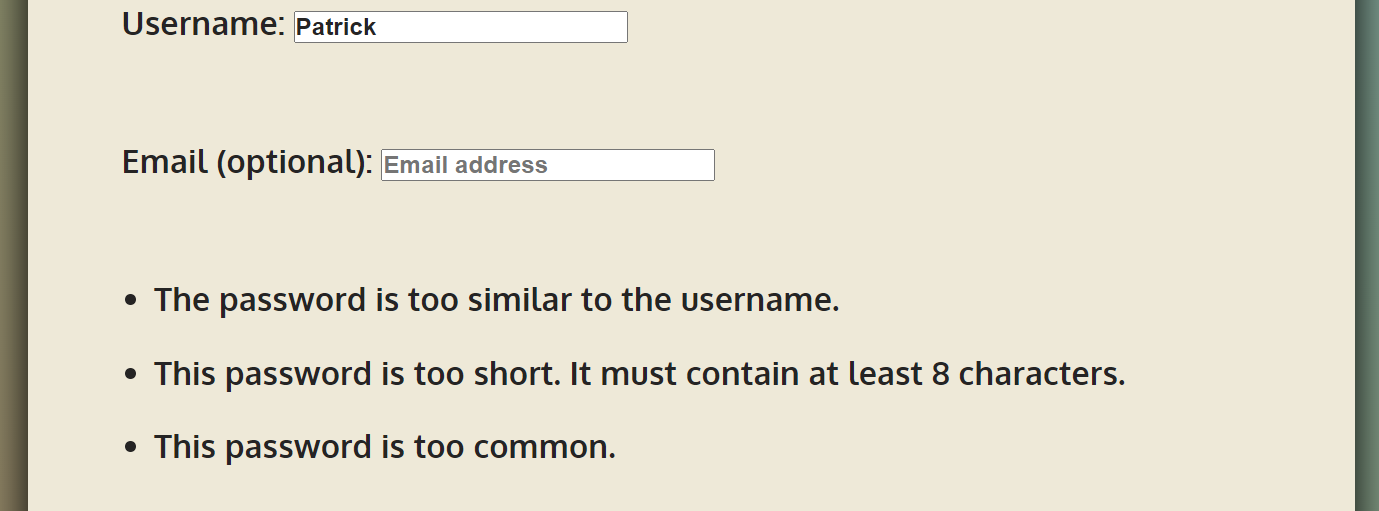 Username: Patrick
Email (optional): Email address
• The password is too similar to the username.
• This password is too short. It must contain at least 8 characters.
• This password is too common.